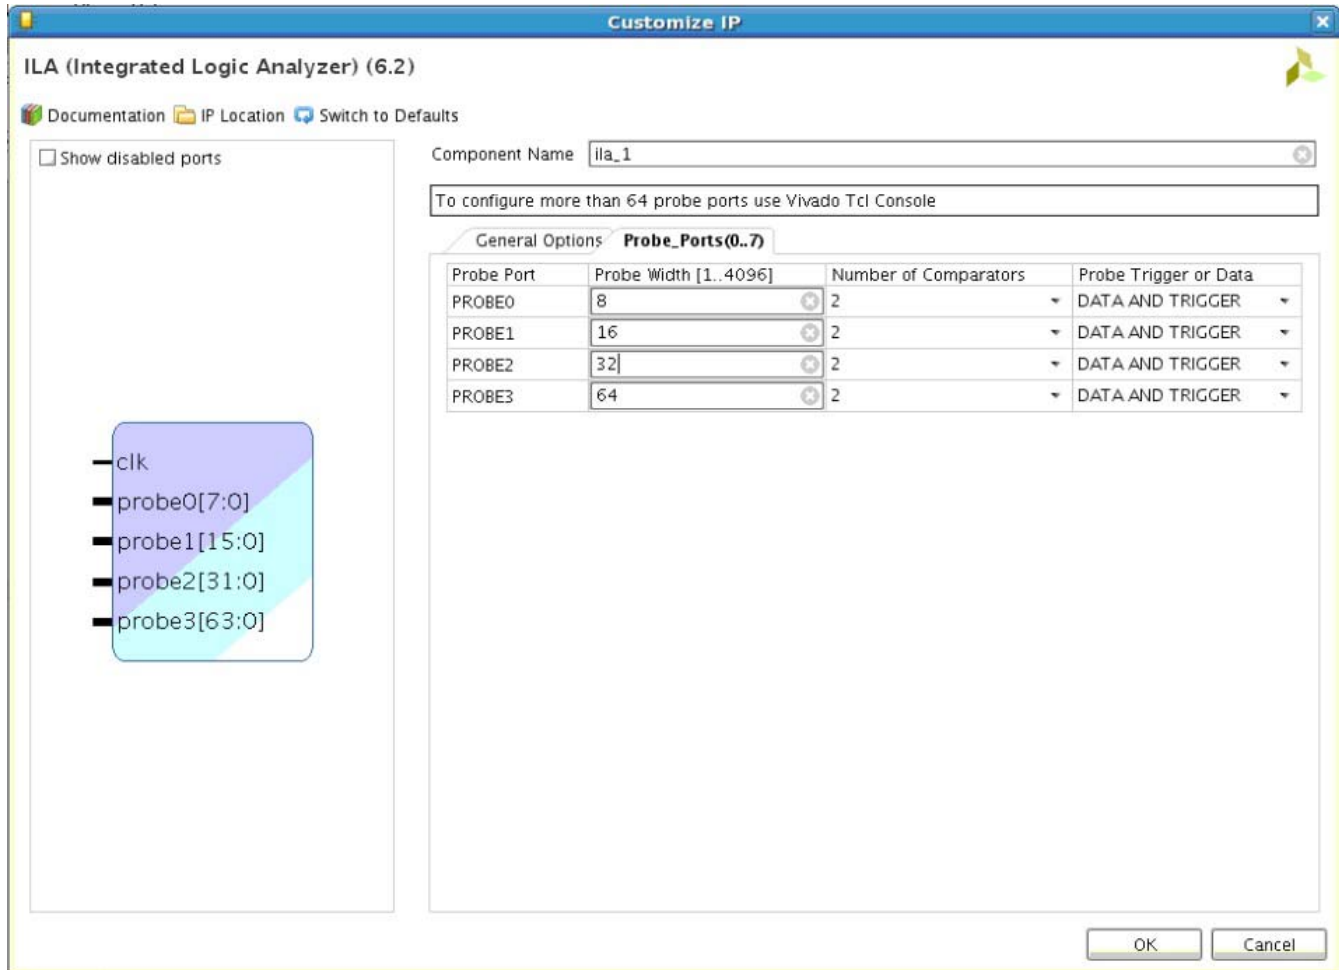 Customize IP
ILA (Integrated Logic Analyzer) (6.2)
Documentation IP Location Switch to Defaults
Show disabled ports
Component Name ila_1
To configure more than 64 probe ports use Vivado Tcl Console
General Options Probe_Ports(0..7)
Probe Port Probe Width [1..4096] Number of Comparators Probe Trigger or Data
PROBE0 8 2 DATA AND TRIGGER
PROBE1 16 2 DATA AND TRIGGER
PROBE2 32 2 DATA AND TRIGGER
PROBE3 64 2 DATA AND TRIGGER
clk
probe0[7:0]
probe1[15:0]
probe2[31:0]
probe3[63:0]
OK Cancel